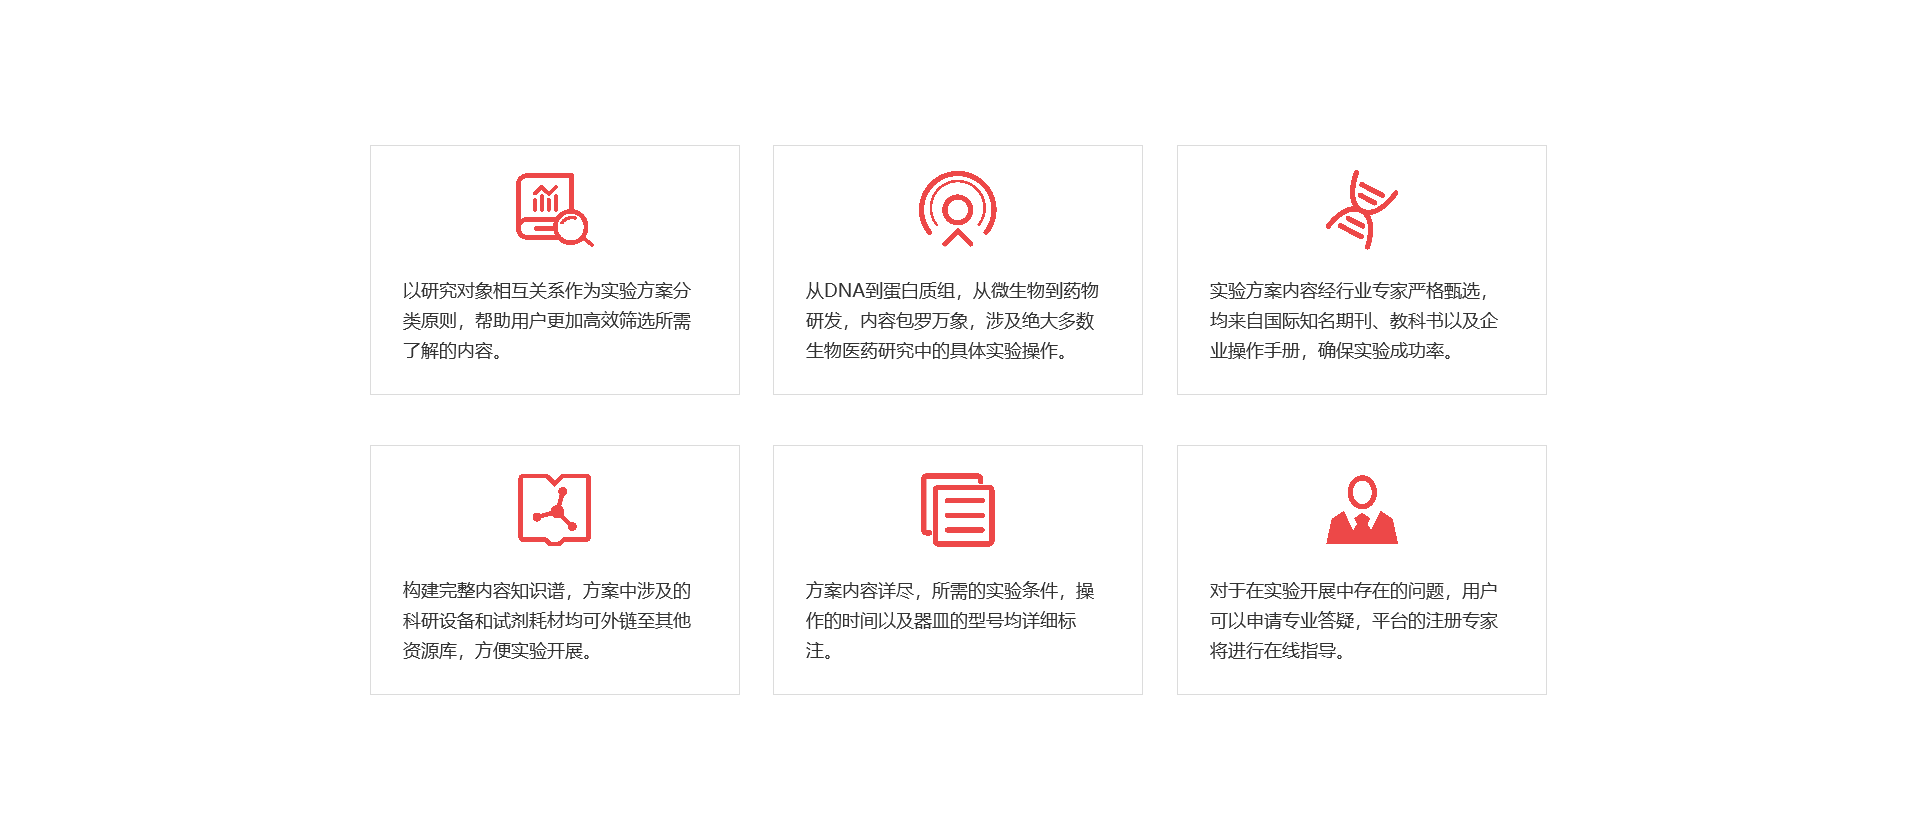 以研究对象相互关系作为实验方案分
类原则，帮助用户更加高效筛选所需
了解的内容。
从DNA到蛋白质组，从微生物到药物
研发，内容包罗万象，涉及绝大多数
生物医药研究中的具体实验操作。
实验方案内容经行业专家严格甄选，
均来自国际知名期刊、教科书以及企
业操作手册，确保实验成功率。
构建完整内容知识谱，方案中涉及的
科研设备和试剂耗材均可外链至其他
资源库，方便实验开展。
方案内容详尽，所需的实验条件，操
作的时间以及器皿的型号均详细标
注。
对于在实验开展中存在的问题，用户
可以申请专业答疑，平台的注册专家
将进行在线指导。